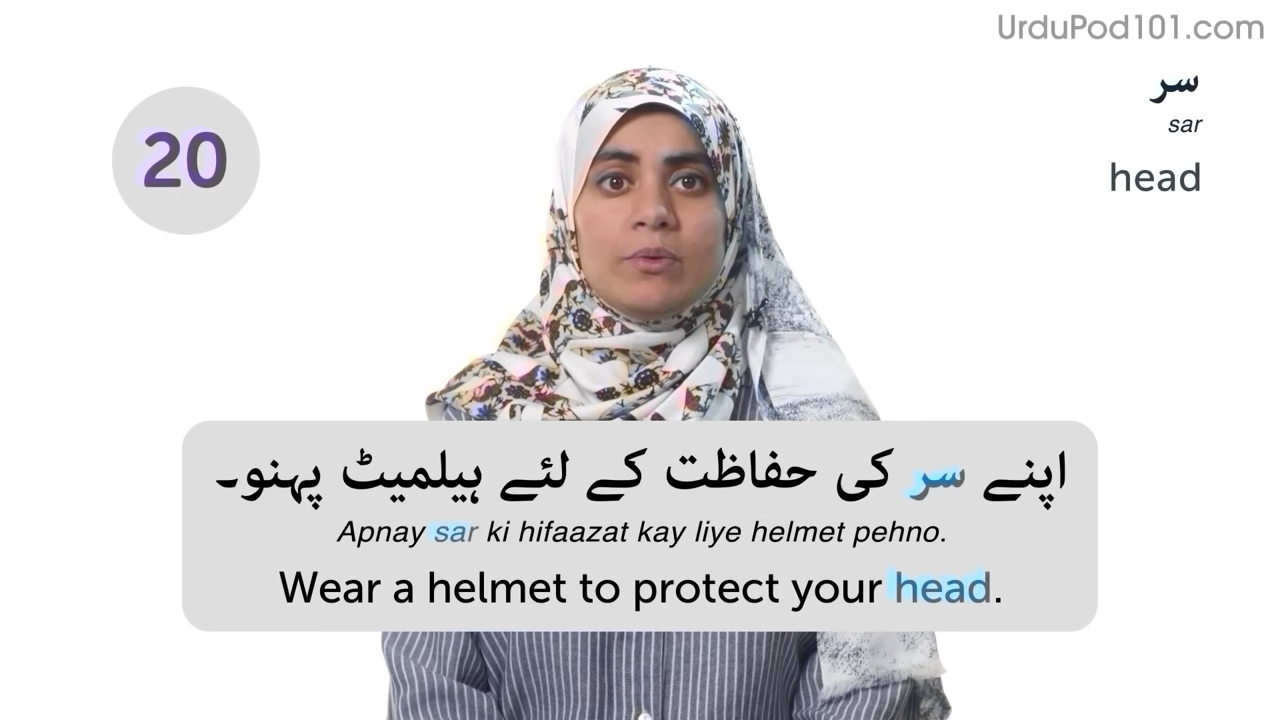 UrduPod101.com
20
سر
sar
head
اپنے سر کی حفاظت کے لئے ہیلمیٹ پہنو۔
Apnay sar ki hifaazat kay liye helmet pehno.
Wear a helmet to protect your head.